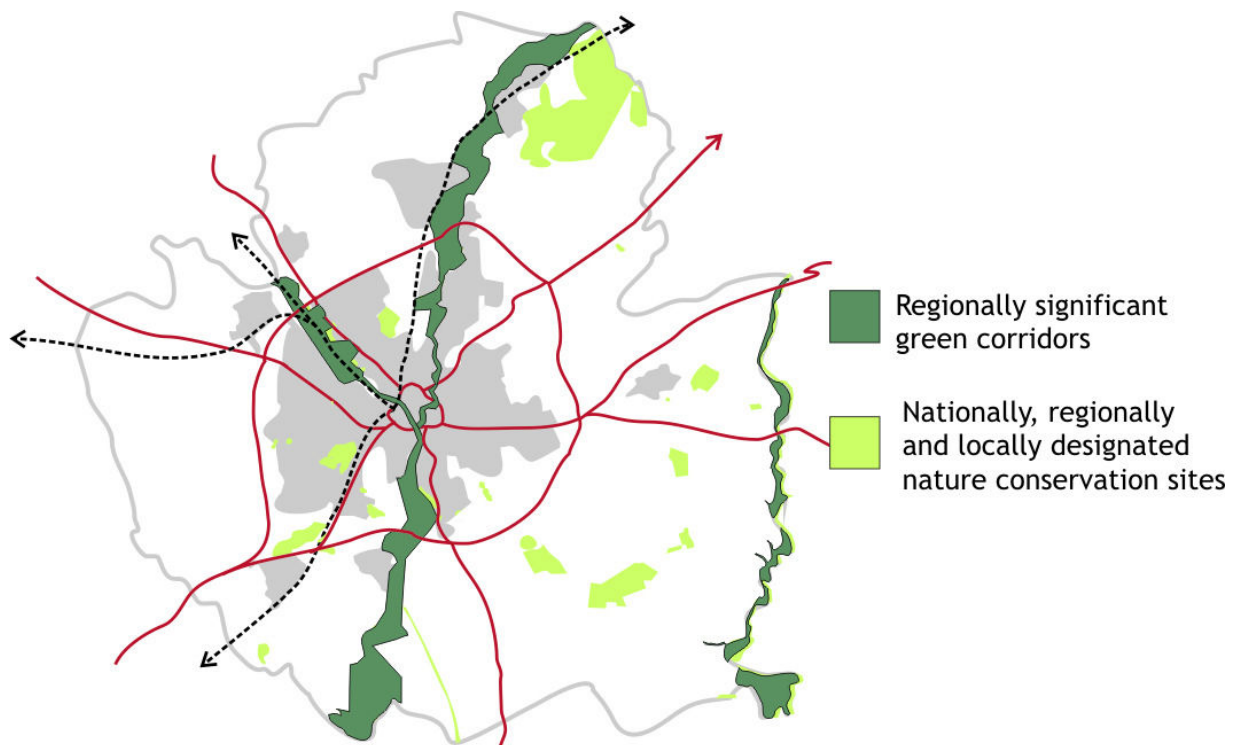 Regionally significant
green corridors
Nationally, regionally
and locally designated
nature conservation sites